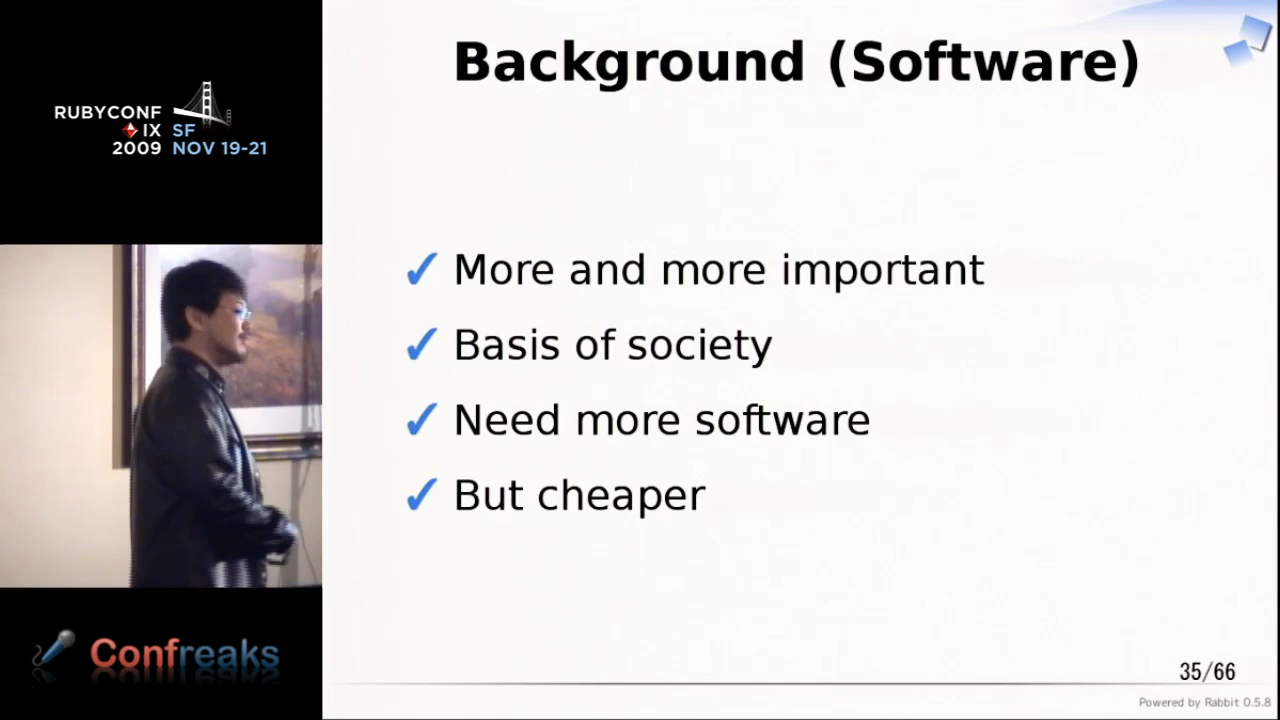 RUBYCONF
IX SF
2009 NOV 19-21
Confreaks
Background (Software)
✓ More and more important
✓ Basis of society
✓ Need more software
✓ But cheaper
35/66
Powered by Rabbit 0.5.8